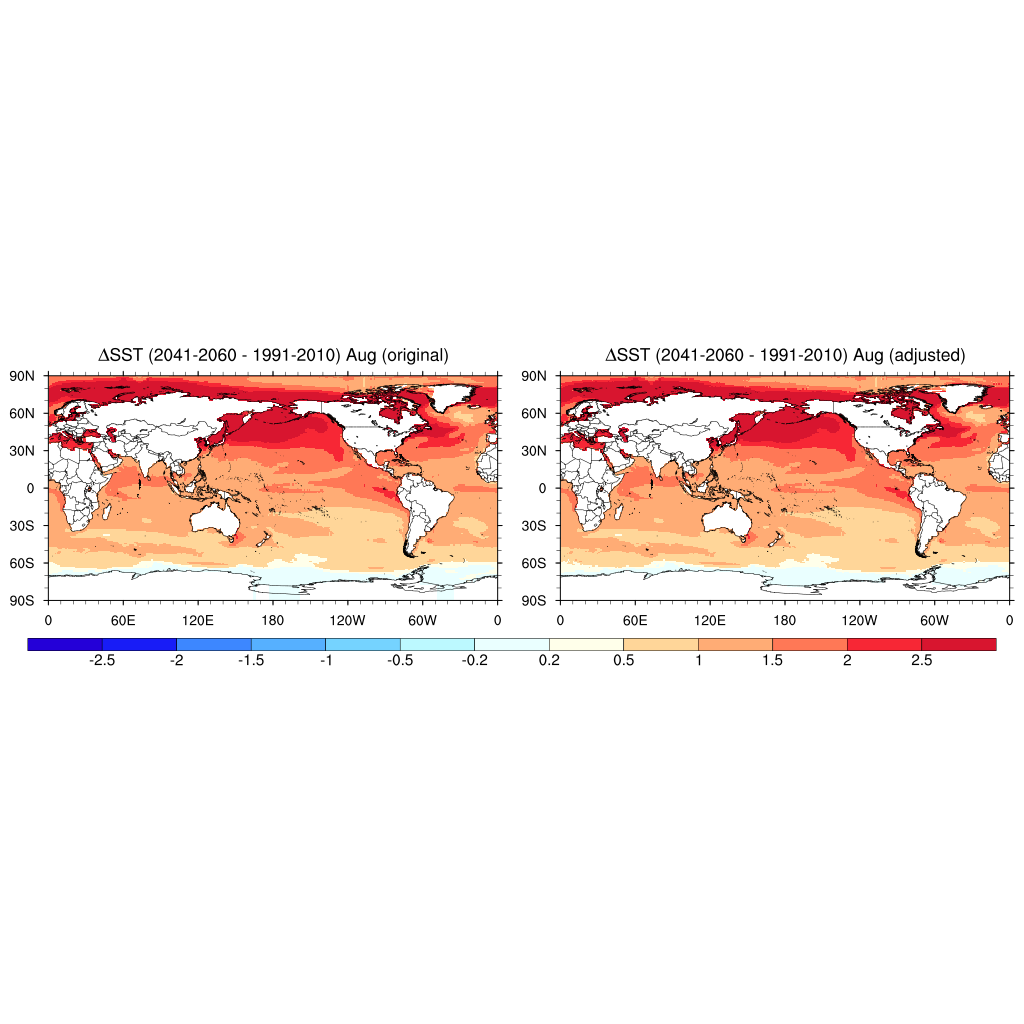 ΔSST (2041-2060 - 1991-2010) Aug (original)
90N
60N
30N
0
30S
60S
90S
0 60E 120E 180 120W 60W 0
ΔSST (2041-2060 - 1991-2010) Aug (adjusted)
90N
60N
30N
0
30S
60S
90S
0 60E 120E 180 120W 60W 0
-2.5 -2 -1.5 -1 -0.5 -0.2 0.2 0.5 1 1.5 2 2.5